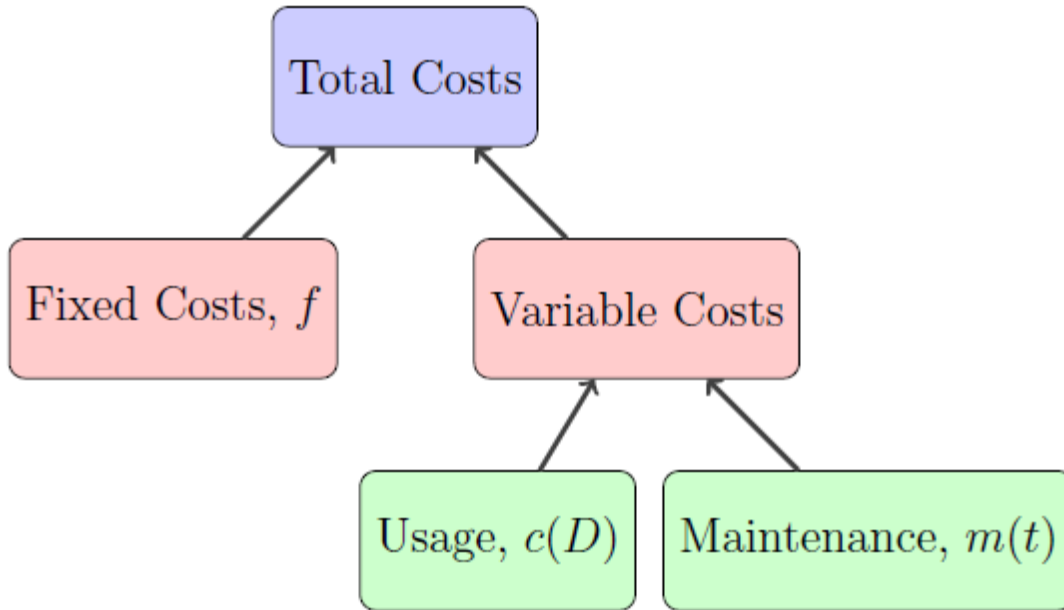 Total Costs
Fixed Costs, f
Variable Costs
Usage, c(D)
Maintenance, m(t)